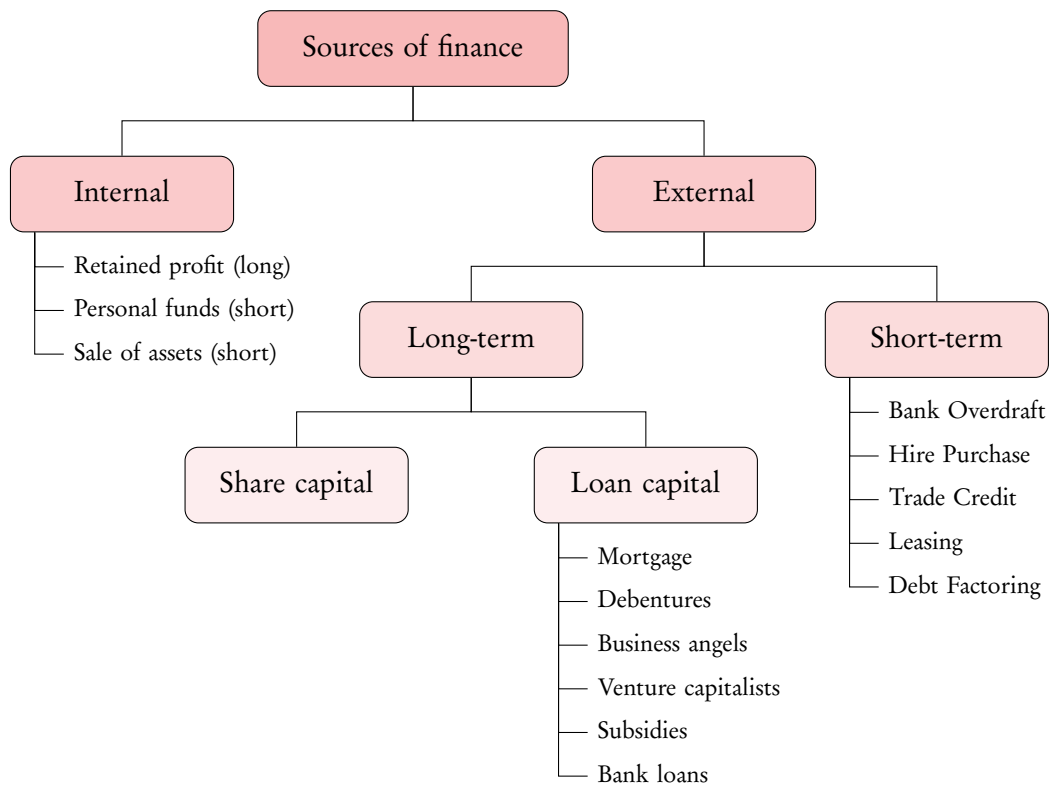 Sources of finance
Internal
External
Retained profit (long)
Personal funds (short)
Sale of assets (short)
Long-term
Short-term
Bank Overdraft
Hire Purchase
Trade Credit
Leasing
Debt Factoring
Share capital
Loan capital
Mortgage
Debentures
Business angels
Venture capitalists
Subsidies
Bank loans